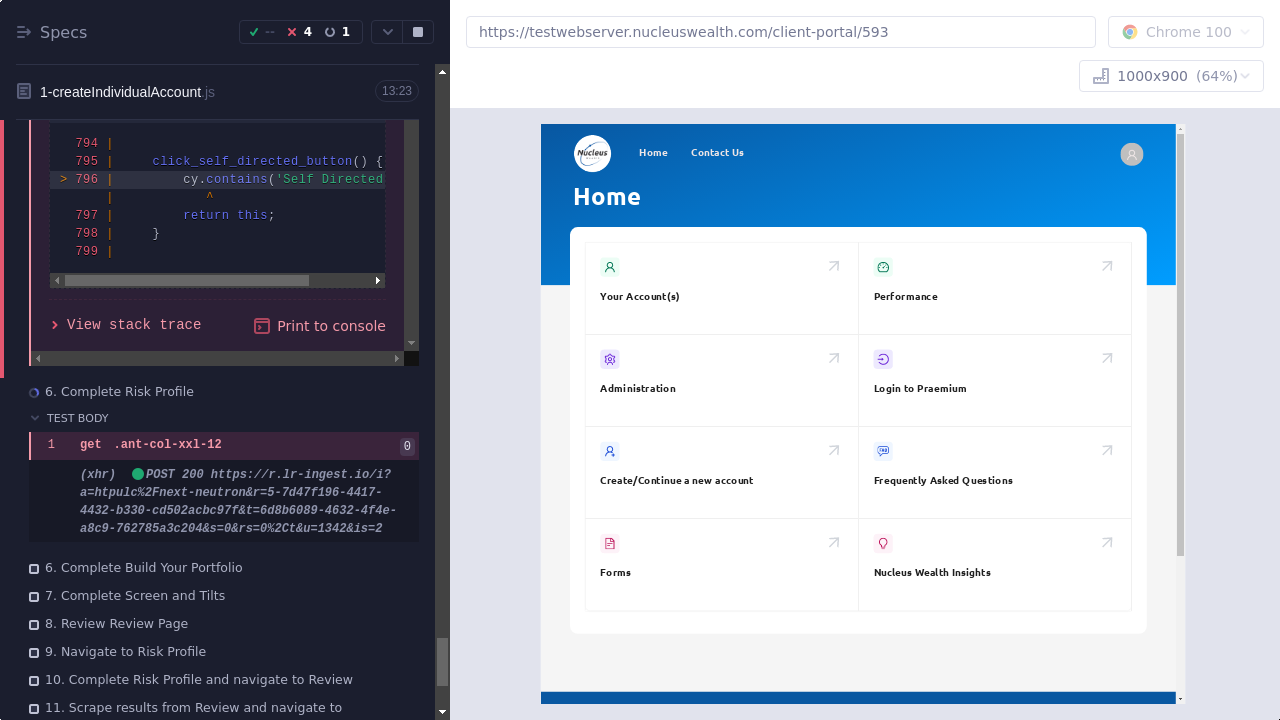 Specs
--
4
1
1-createIndividualAccount.js
13:23
794 |
795 | click_self_directed_button() {
> 796 | cy.contains('Self Directed
| ^
797 | return this;
798 | }
799 |
View stack trace
Print to console
6. Complete Risk Profile
TEST BODY
1 get .ant-col-xxl-12 0
(xhr) POST 200 https://r.lr-ingest.io/i?
a=htpulc%2Fnext-neutron&r=5-7d47f196-4417-
4432-b330-cd502acbc97f&t=6d8b6089-4632-4f4e-
a8c9-762785a3c204&s=0&rs=0%2Ct&u=1342&is=2
6. Complete Build Your Portfolio
7. Complete Screen and Tilts
8. Review Review Page
9. Navigate to Risk Profile
10. Complete Risk Profile and navigate to Review
11. Scrape results from Review and navigate to
https://testwebserver.nucleuswealth.com/client-portal/593
Chrome 100
1000x900 (64%)
Nucleus
Home
Contact Us
Home
Your Account(s)
Performance
Administration
Login to Praemium
Create/Continue a new account
Frequently Asked Questions
Forms
Nucleus Wealth Insights